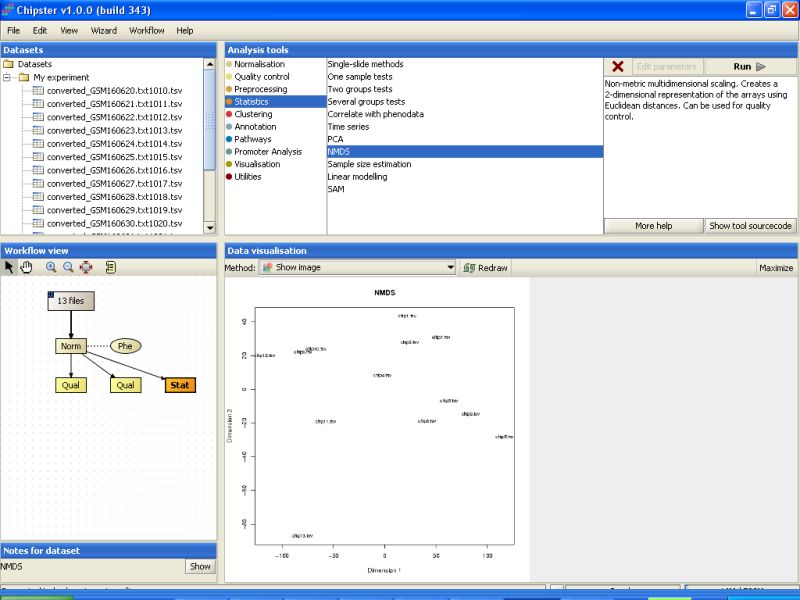 Chipster v1.0.0 (build 343)
File Edit View Wizard Workflow Help
Datasets
Datasets
My experiment
converted_GSM160620.txt1010.tsv
converted_GSM160621.txt1011.tsv
converted_GSM160622.txt1012.tsv
converted_GSM160623.txt1013.tsv
converted_GSM160624.txt1014.tsv
converted_GSM160625.txt1015.tsv
converted_GSM160626.txt1016.tsv
converted_GSM160627.txt1017.tsv
converted_GSM160628.txt1018.tsv
converted_GSM160629.txt1019.tsv
converted_GSM160630.txt1020.tsv
Analysis tools
Normalisation
Quality control
Preprocessing
Statistics
Clustering
Annotation
Pathways
Promoter Analysis
Visualisation
Utilities
Single-slide methods
One sample tests
Two groups tests
Several groups tests
Correlate with phenodata
Time series
PCA
NMDS
Sample size estimation
Linear modelling
SAM
Edit parameters Run
Non-metric multidimensional scaling. Creates a
2-dimensional representation of the arrays using
Euclidean distances. Can be used for quality
control.
More help Show tool sourcecode
Workflow view
13 files
Norm Phe
Qual Qual Stat
Notes for dataset
NMDS Show
Data visualisation
Method: Show image Redraw Maximize
NMDS
Dimension 2
40
20
0
-20
-40
-60
-80
-100 -50 0 50 100
Dimension 1